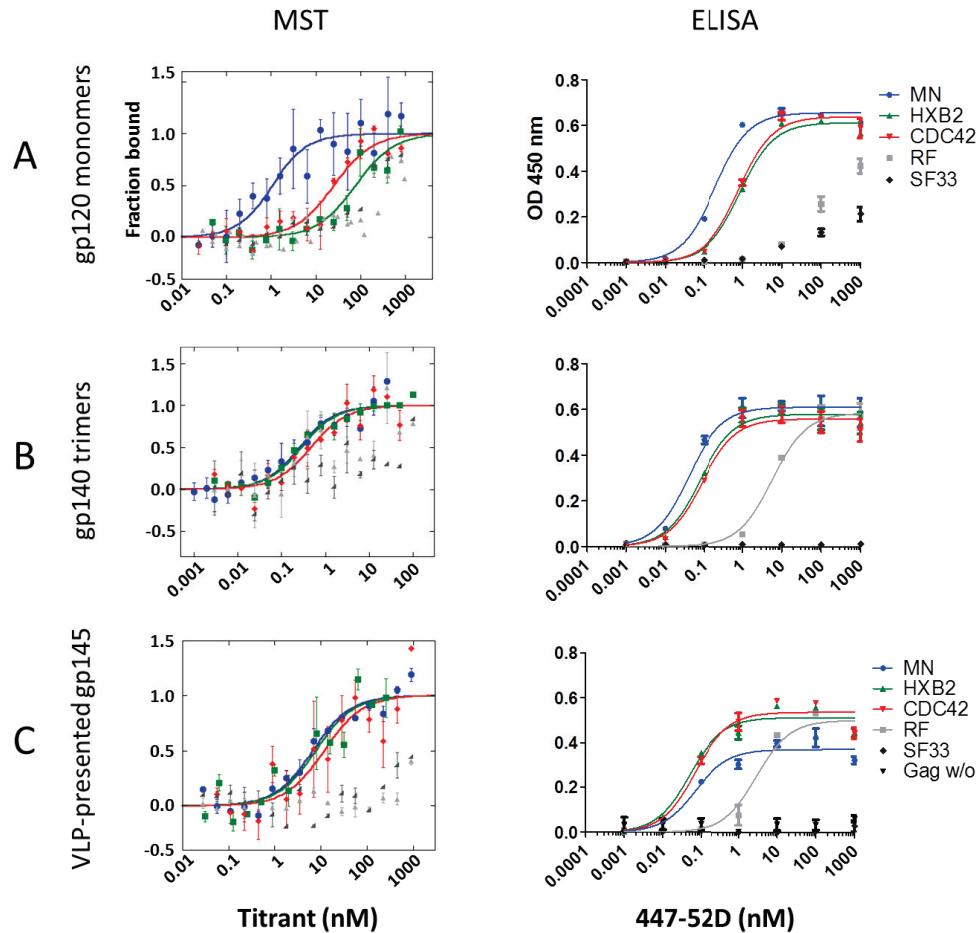 MST ELISA
A
gp120 monomers
Fraction bound
1.5
1.0
0.5
0.0
-0.5
0.01 0.1 1 10 100 1000
OD 450 nm
0.8
0.6
0.4
0.2
0.0
0.0001 0.001 0.01 0.1 1 10 100 1000
MN
HXB2
CDC42
RF
SF33
B
gp140 trimers
1.5
1.0
0.5
0.0
-0.5
0.001 0.01 0.1 1 10 100
0.8
0.6
0.4
0.2
0.0
0.0001 0.001 0.01 0.1 1 10 100 1000
C
VLP-presented gp145
1.5
1.0
0.5
0.0
-0.5
0.01 0.1 1 10 100 1000
0.8
0.6
0.4
0.2
0.0
0.0001 0.001 0.01 0.1 1 10 100 1000
MN
HXB2
CDC42
RF
SF33
Gag w/o
Titrant (nM) 447-52D (nM)